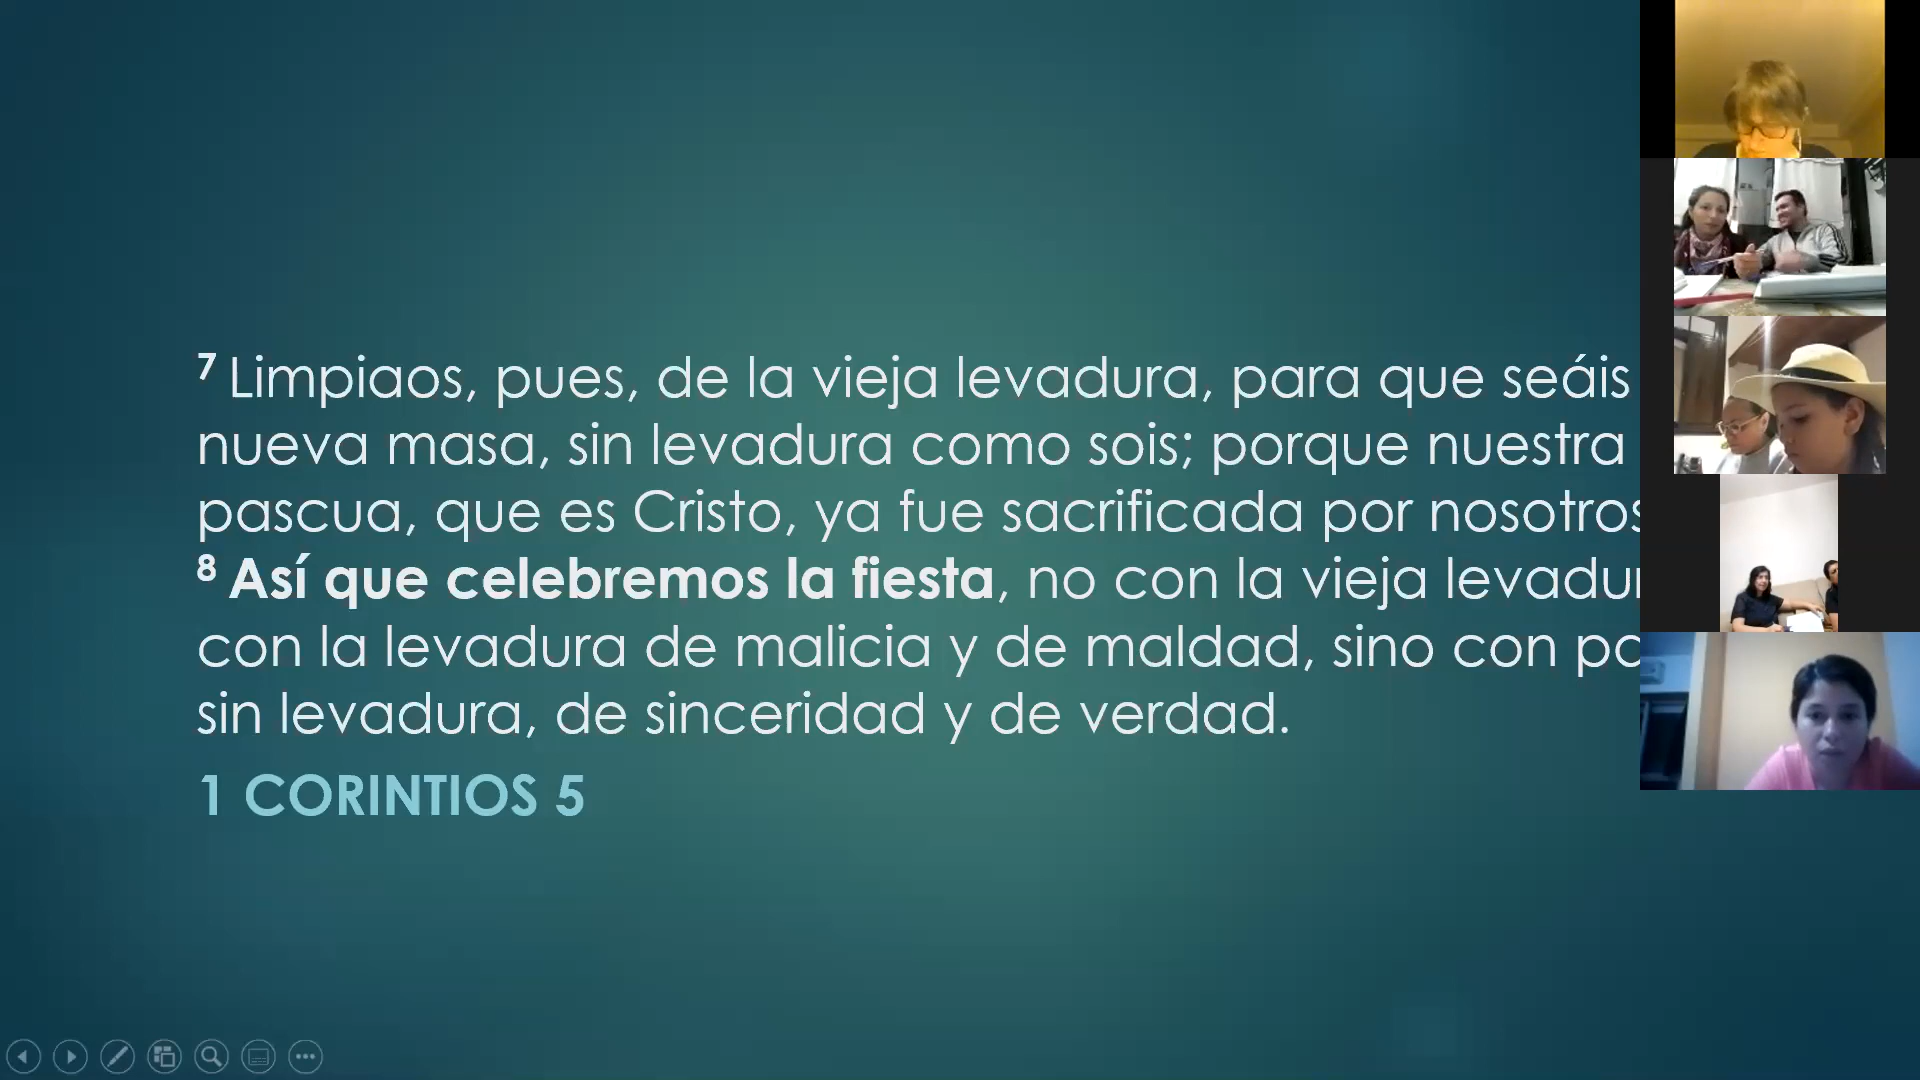 7 Limpiaos, pues, de la vieja levadura, para que seáis
nueva masa, sin levadura como sois; porque nuestra
pascua, que es Cristo, ya fue sacrificada por nosotros
8 Así que celebremos la fiesta, no con la vieja
con la levadura de malicia y de maldad, sino con
sin levadura, de sinceridad y de verdad.
1 CORINTIOS 5